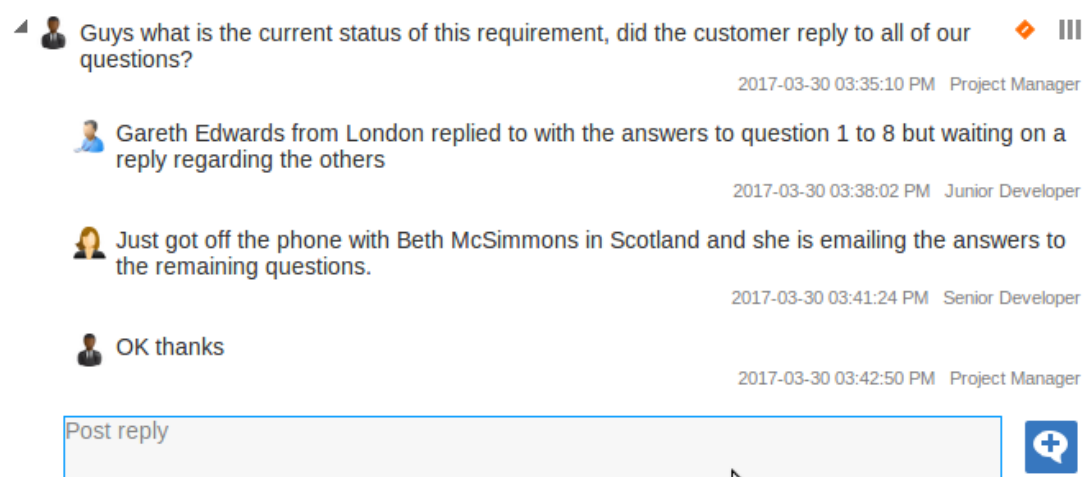 Guys what is the current status of this requirement, did the customer reply to all of our
questions?
2017-03-30 03:35:10 PM Project Manager
Gareth Edwards from London replied to with the answers to question 1 to 8 but waiting on a
reply regarding the others
2017-03-30 03:38:02 PM Junior Developer
Just got off the phone with Beth McSimmons in Scotland and she is emailing the answers to
the remaining questions.
2017-03-30 03:41:24 PM Senior Developer
OK thanks
2017-03-30 03:42:50 PM Project Manager
Post reply